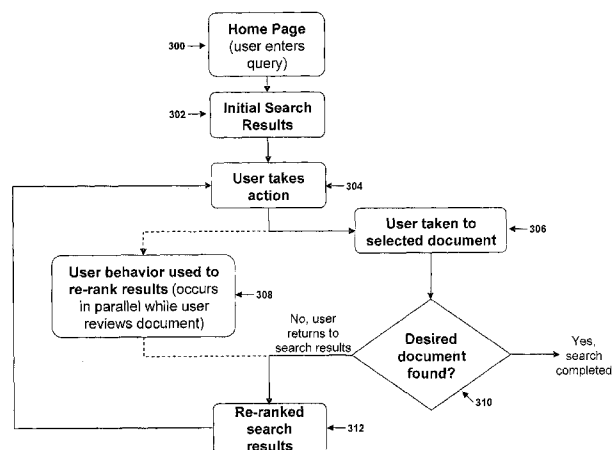 Home Page
(user enters
query)
300
Initial Search
Results
302
User takes
action
304
User taken to
selected document
306
User behavior used to
re-rank results (occurs
in parallel while user
reviews document)
308
No, user
returns to
search results
Desired
document
found?
310
Yes,
search
completed
Re-ranked
search
results
312